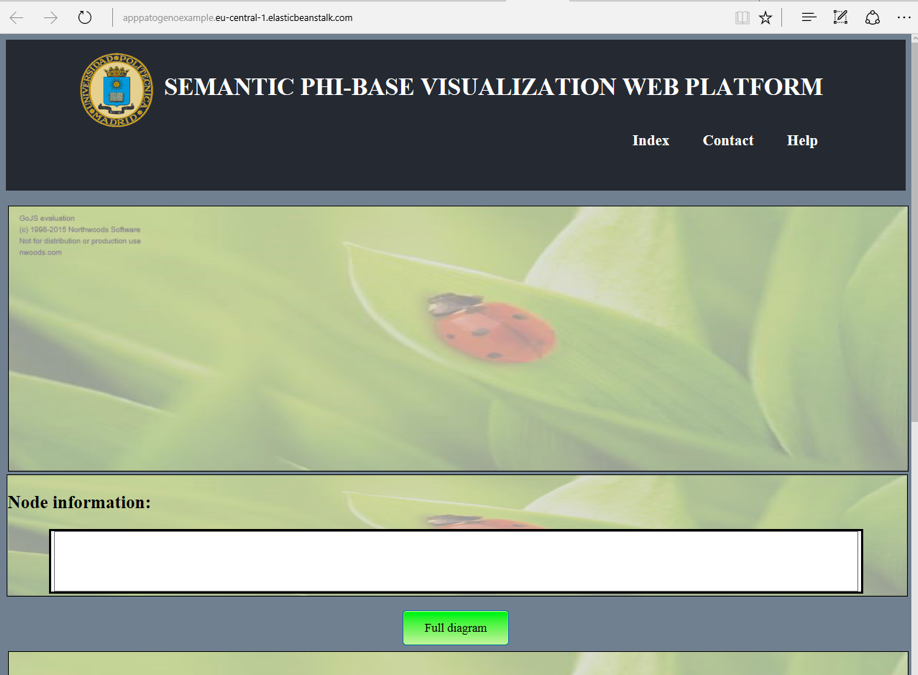 apppatogenoexample.eu-central-1.elasticbeanstalk.com
UNIVERSIDAD POLITECNICA MADRID
SEMANTIC PHI-BASE VISUALIZATION WEB PLATFORM
Index Contact Help
GoJS evaluation
(c) 1998-2015 Northwoods Software
Not for distribution or production use
nwoods.com
Node information:
Full diagram